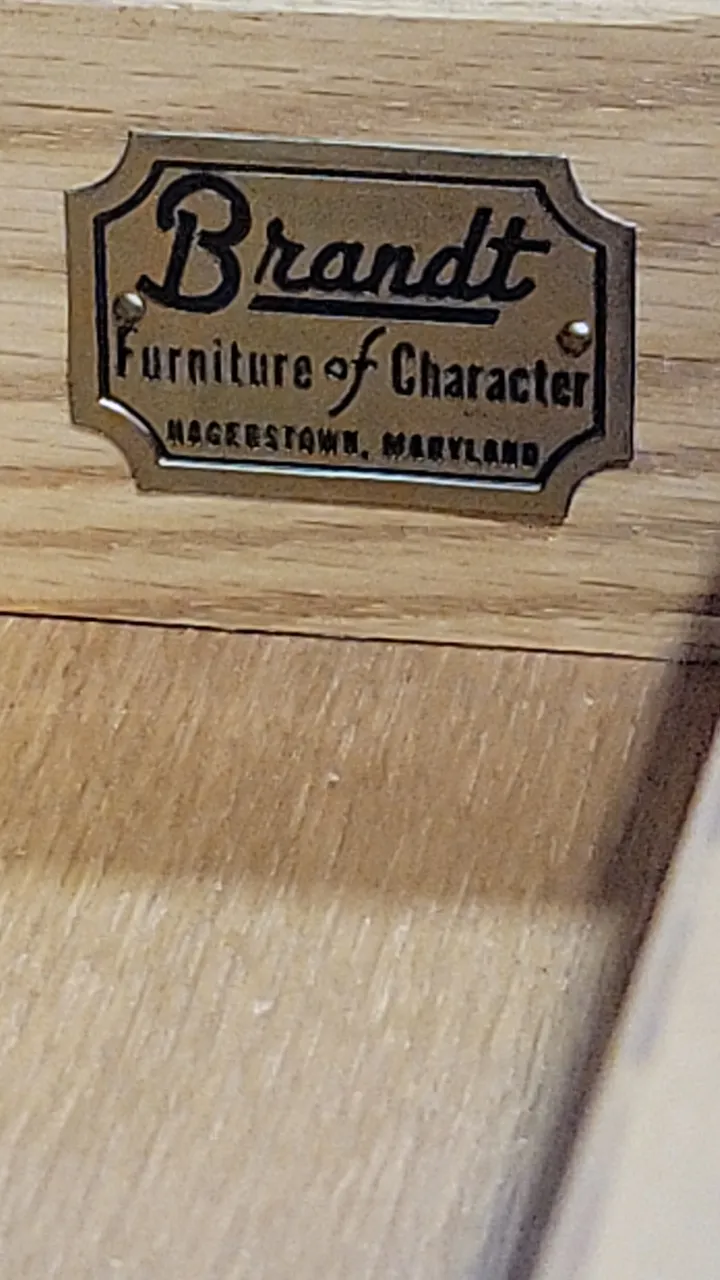 Brandt
Furniture of Character
HAGERSTOWN, MARYLAND